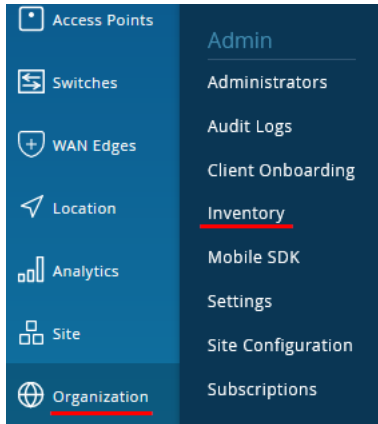 Access Points
Switches
WAN Edges
Location
Analytics
Site
Organization
Admin
Administrators
Audit Logs
Client Onboarding
Inventory
Mobile SDK
Settings
Site Configuration
Subscriptions